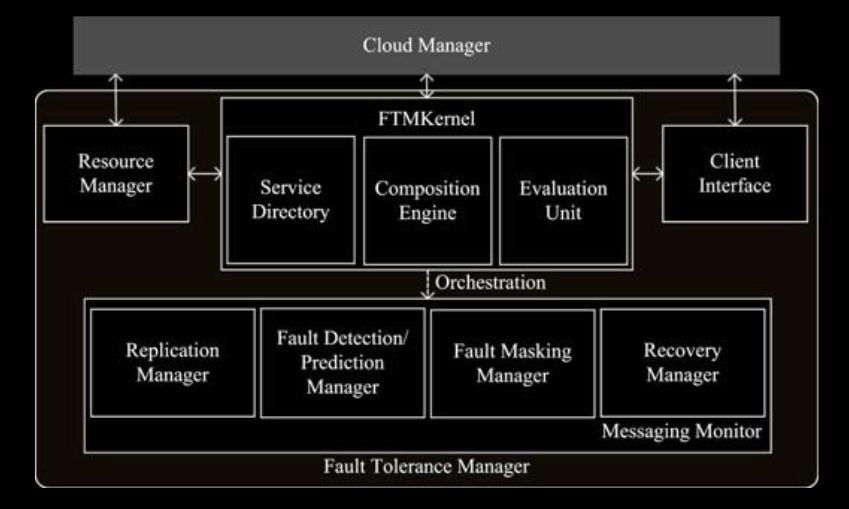 Cloud Manager
FTMKernel
Resource
Manager
Service
Directory
Composition
Engine
Evaluation
Unit
Client
Interface
Orchestration
Replication
Manager
Fault Detection/
Prediction
Manager
Fault Masking
Manager
Recovery
Manager
Messaging Monitor
Fault Tolerance Manager